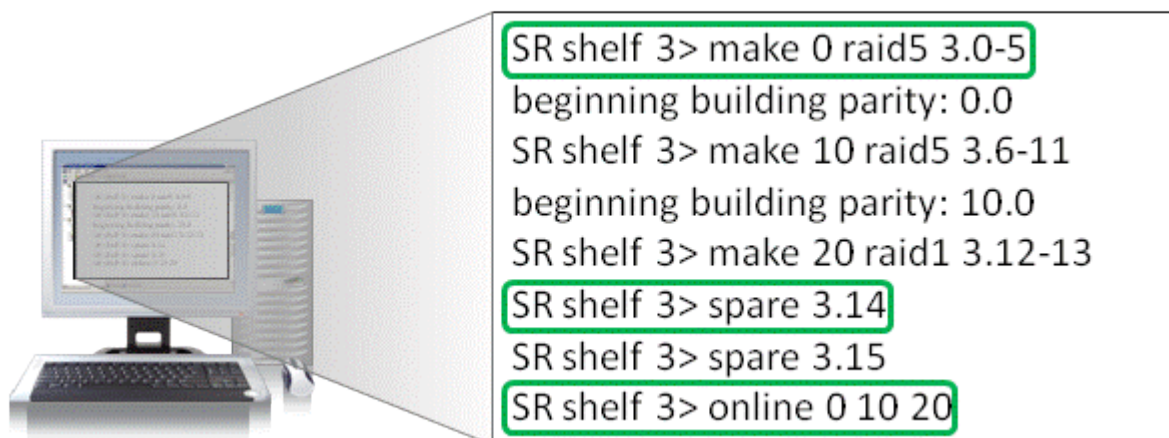 SR shelf 3> make 0 raid5 3.0-5
beginning building parity: 0.0
SR shelf 3> make 10 raid5 3.6-11
beginning building parity: 10.0
SR shelf 3> make 20 raid1 3.12-13
SR shelf 3> spare 3.14
SR shelf 3> spare 3.15
SR shelf 3> online 0 10 20